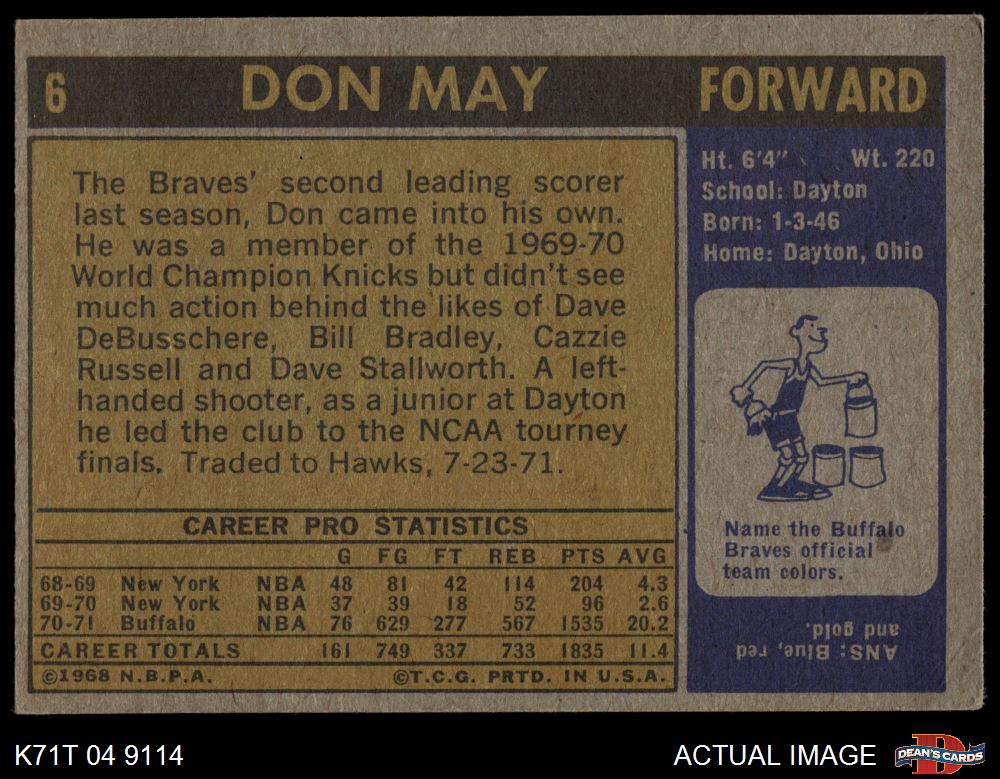 6 DON MAY FORWARD
The Braves' second leading scorer
last season, Don came into his own.
He was a member of the 1969-70
World Champion Knicks but didn't see
much action behind the likes of Dave
DeBusschere, Bill Bradley, Cazzie
Russell and Dave Stallworth. A left-
handed shooter, as a junior at Dayton
he led the club to the NCAA tourney
finals. Traded to Hawks, 7-23-71.
CAREER PRO STATISTICS
G FG FT REB PTS AVG
68-69 New York NBA 48 81 42 114 204 4.3
69-70 New York NBA 37 39 18 52 96 2.6
70-71 Buffalo NBA 76 629 277 567 1535 20.2
CAREER TOTALS 161 749 337 733 1835 11.4
©1968 N.B.P.A. ©T.C.G. PRTD. IN U.S.A.
Ht. 6'4" Wt. 220
School: Dayton
Born: 1-3-46
Home: Dayton, Ohio
Name the Buffalo
Braves official
team colors.
ANS: Blue, red
and gold.
K71T 04 9114 ACTUAL IMAGE
DEAN'S CARDS